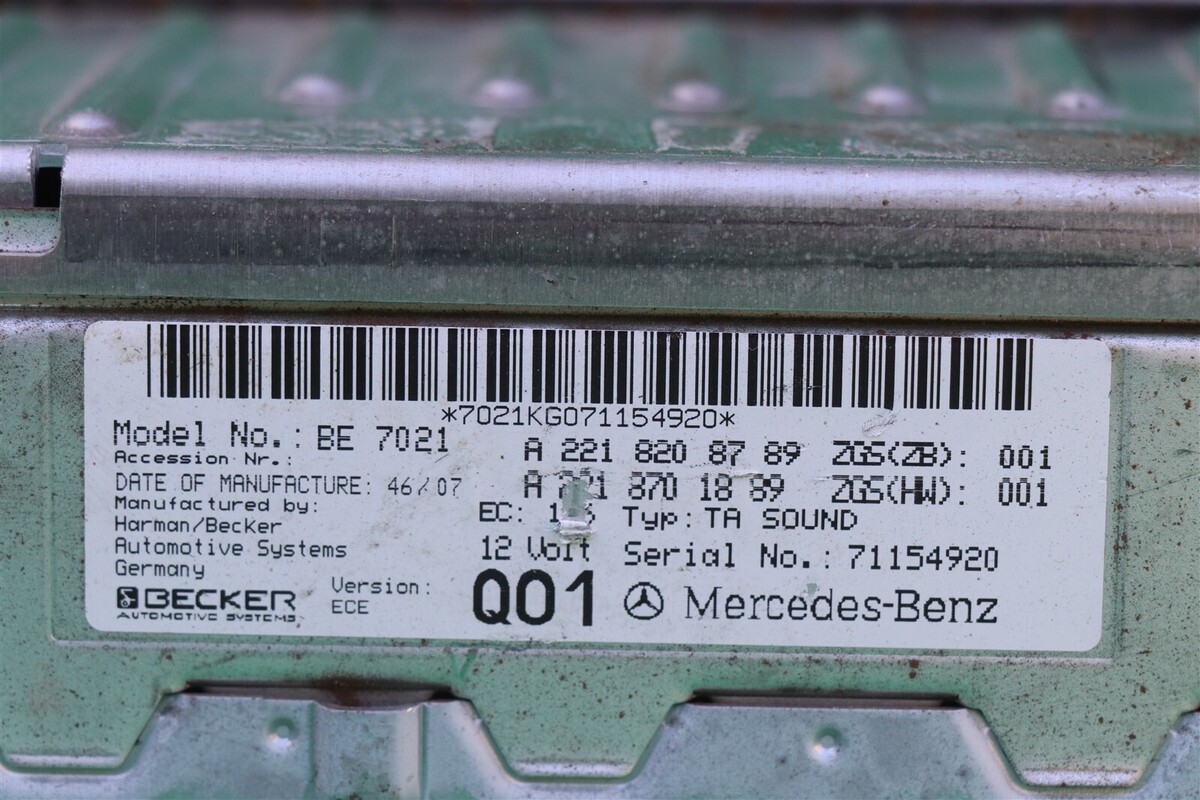 *7021KG071154920*
Model No.: BE 7021
A 221 820 87 89 ZGS(ZB): 001
Accession Nr.:
DATE OF MANUFACTURE: 46/07
A 221 870 18 89 ZGS(HW): 001
Manufactured by:
EC: Typ: TA SOUND
Harman/Becker
Automotive Systems
12 Volt Serial No.: 71154920
Germany
BECKER
AUTOMOTIVE SYSTEMS
Version:
ECE
Q01
Mercedes-Benz